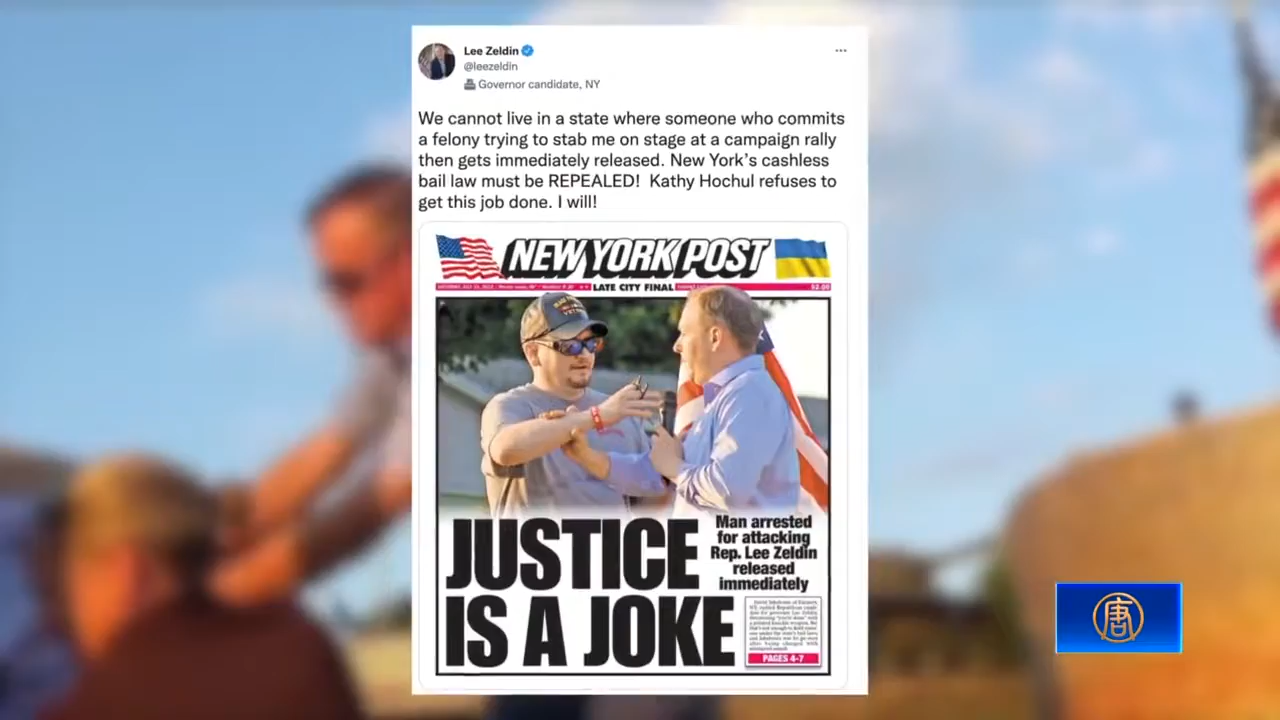 Lee Zeldin
@leezeldin
Governor candidate, NY
We cannot live in a state where someone who commits
a felony trying to stab me on stage at a campaign rally
then gets immediately released. New York’s cashless
bail law must be REPEALED!  Kathy Hochul refuses to
get this job done. I will!
NEW YORK POST
LATE CITY FINAL
$2.00
JUSTICE
IS A JOKE
Man arrested
for attacking
Rep. Lee Zeldin
released
immediately
PAGES 4-7
唐